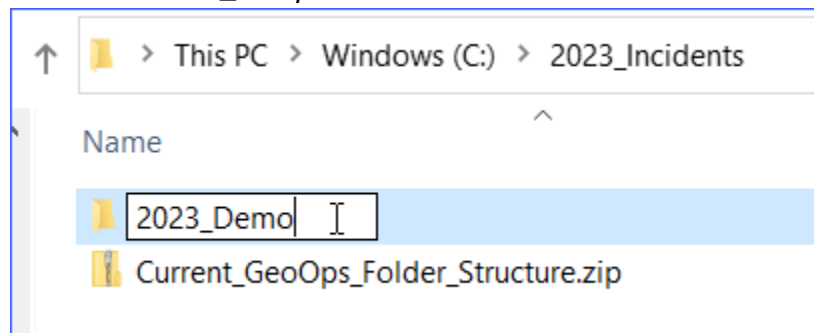 This PC > Windows (C:) > 2023_Incidents
Name
2023_Demo
Current_GeoOps_Folder_Structure.zip